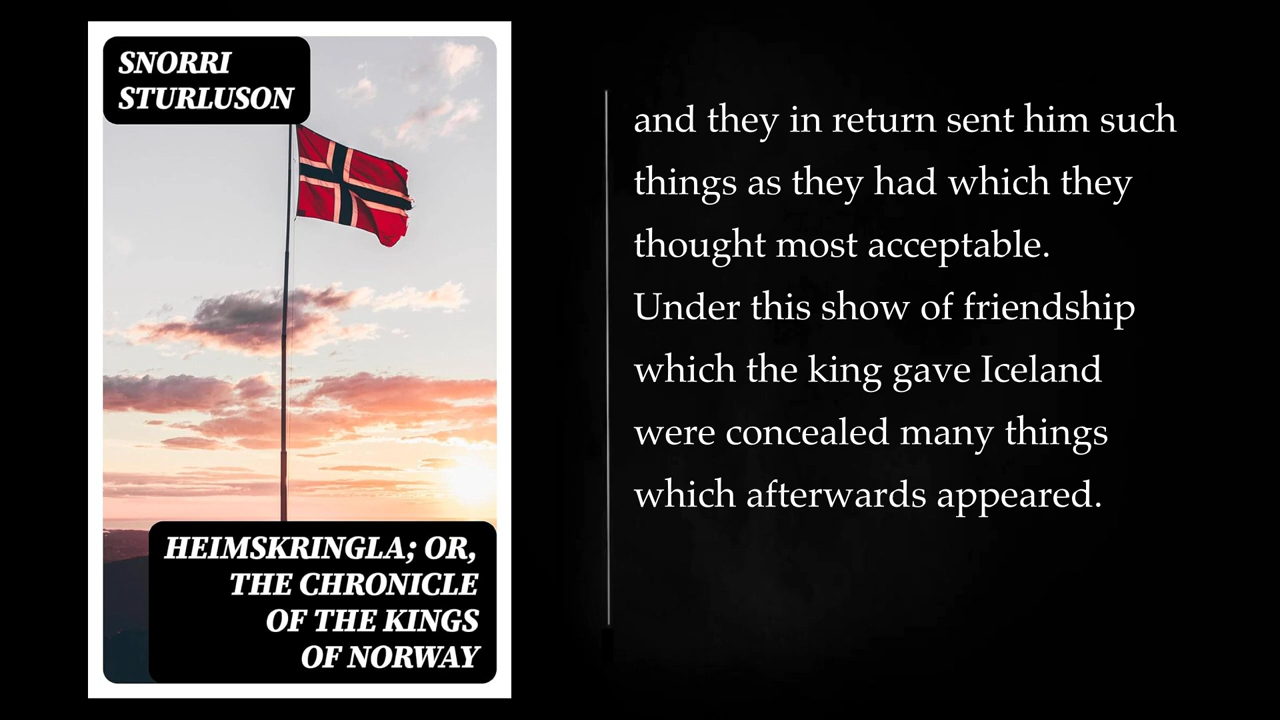 SNORRI
STURLUSON
HEIMSKRINGLA; OR,
THE CHRONICLE
OF THE KINGS
OF NORWAY
and they in return sent him such
things as they had which they
thought most acceptable.
Under this show of friendship
which the king gave Iceland
were concealed many things
which afterwards appeared.